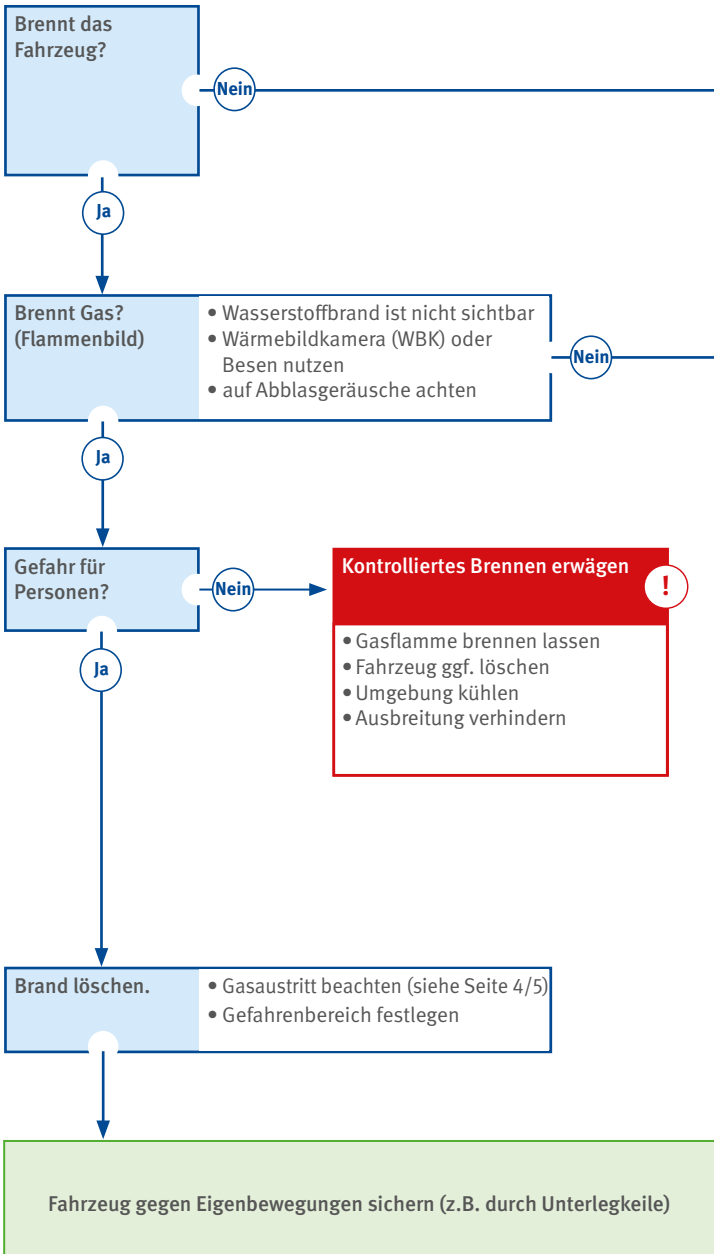 Brennt das
Fahrzeug?
Nein
Ja
Brennt Gas?
(Flammenbild)
• Wasserstoffbrand ist nicht sichtbar
• Wärmebildkamera (WBK) oder
Besen nutzen
• auf Abblasgeräusche achten
Nein
Ja
Gefahr für
Personen?
Nein
Kontrolliertes Brennen erwägen
!
• Gasflamme brennen lassen
• Fahrzeug ggf. löschen
• Umgebung kühlen
• Ausbreitung verhindern
Ja
Brand löschen.
• Gasaustritt beachten (siehe Seite 4/5)
• Gefahrenbereich festlegen
Fahrzeug gegen Eigenbewegungen sichern (z.B. durch Unterlegkeile)